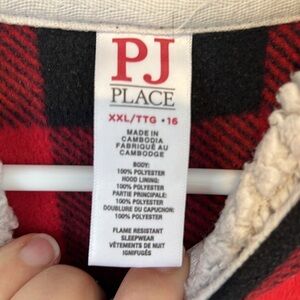 PJ
PLACE
XXL/TTG • 16
MADE IN
CAMBODIA
FABRIQUÉ AU
CAMBODGE
BODY:
100% POLYESTER
HOOD LINING:
100% POLYESTER
PARTIE PRINCIPALE:
100% POLYESTER
DOUBLURE DU CAPUCHON:
100% POLYESTER
FLAME RESISTANT
SLEEPWEAR
VÊTEMENTS DE NUIT
IGNIFUGÉS